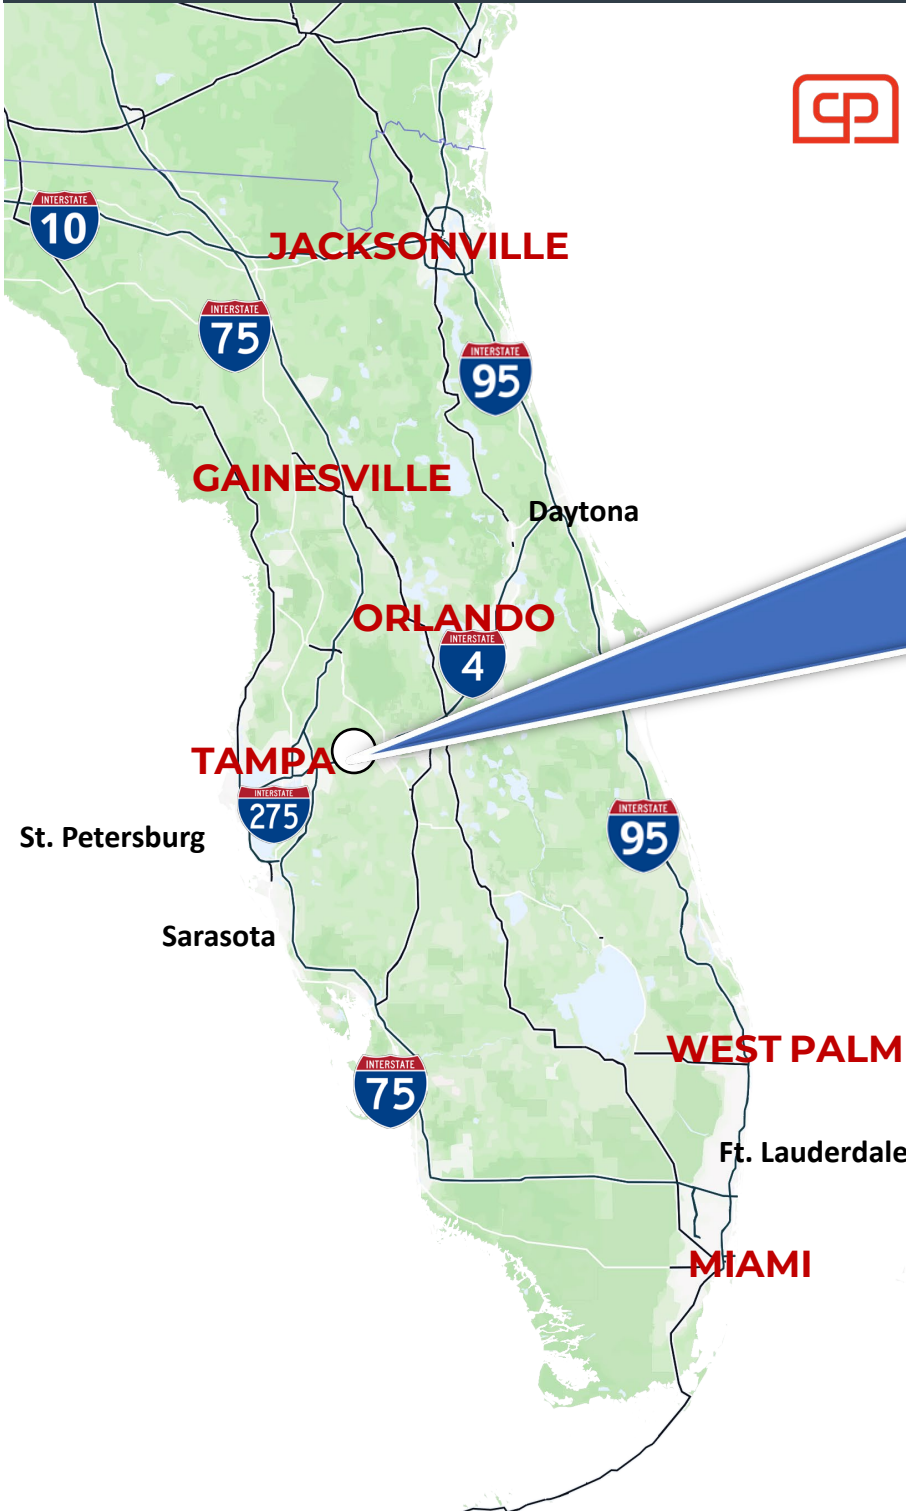 CP
INTERSTATE
10
JACKSONVILLE
INTERSTATE
75
INTERSTATE
95
GAINESVILLE
Daytona
ORLANDO
INTERSTATE
4
TAMPA
INTERSTATE
275
St. Petersburg
INTERSTATE
95
Sarasota
WEST PALM
INTERSTATE
75
Ft. Lauderdale
MIAMI